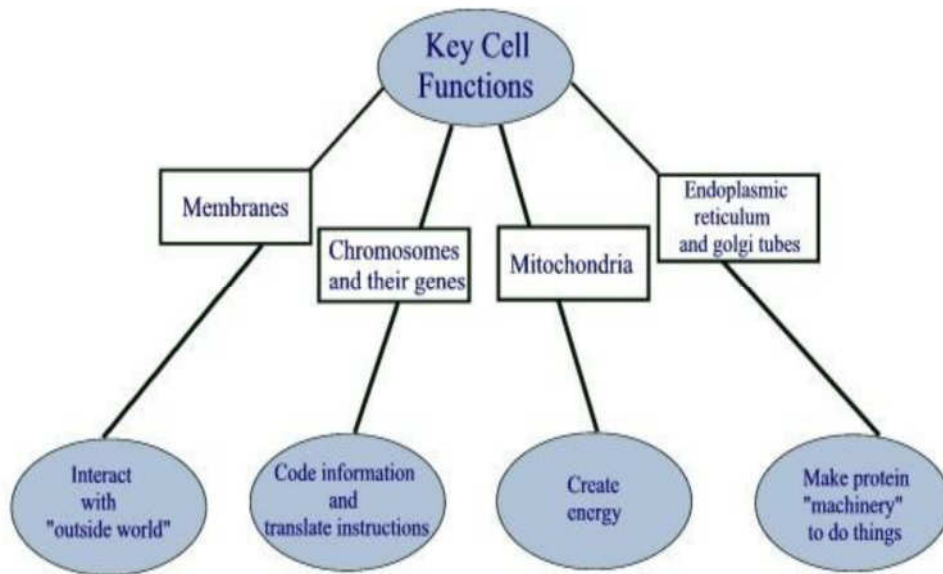 Key Cell
Functions
Membranes
Chromosomes
and their genes
Mitochondria
Endoplasmic
reticulum
and golgi tubes
Interact
with
"outside world"
Code information
and
translate instructions
Create
energy
Make protein
"machinery"
to do things